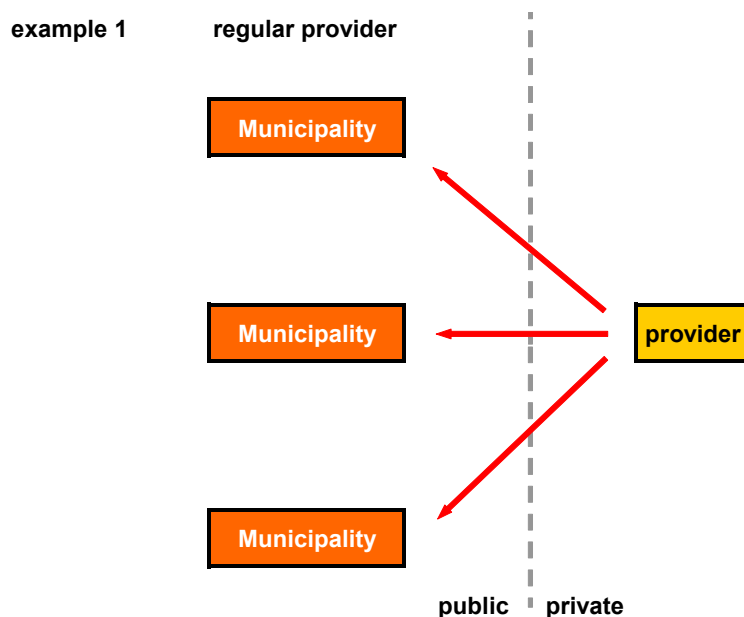 example 1 regular provider
Municipality
Municipality provider
Municipality
public private